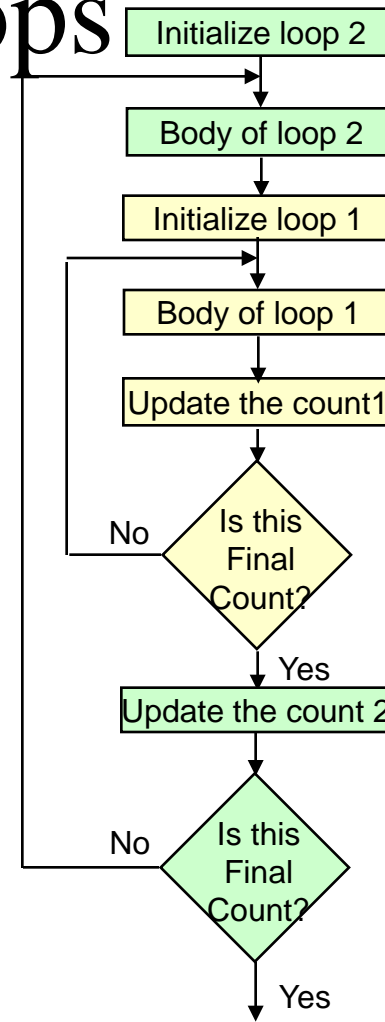 ops
Initialize loop 2
Body of loop 2
Initialize loop 1
Body of loop 1
Update the count1
Is this
Final
Count?
No
Yes
Update the count 2
Is this
Final
Count?
No
Yes